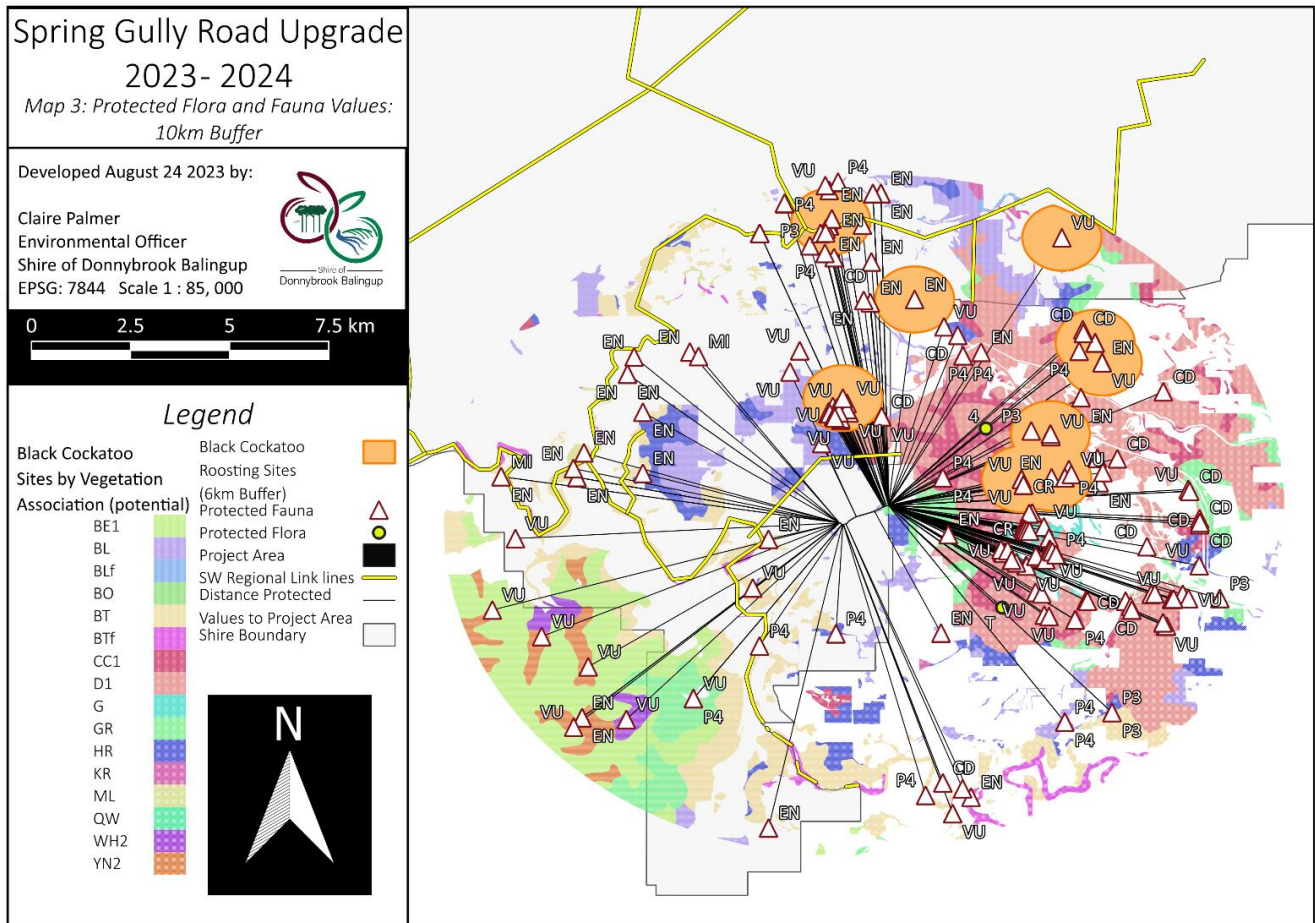 Spring Gully Road Upgrade
2023- 2024
Map 3: Protected Flora and Fauna Values:
10km Buffer
Developed August 24 2023 by:
Claire Palmer
Environmental Officer
Shire of Donnybrook Balingup
EPSG: 7844 Scale 1 : 85, 000
Shire of
Donnybrook Balingup
0 2.5 5 7.5 km
Legend
Black Cockatoo
Sites by Vegetation
Association (potential)
BE1
BL
BLf
BO
BT
BTf
CC1
D1
G
GR
HR
KR
ML
QW
WH2
YN2
Black Cockatoo
Roosting Sites
(6km Buffer)
Protected Fauna
Protected Flora
Project Area
SW Regional Link lines
Distance Protected
Values to Project Area
Shire Boundary
N
VU P4 EN
P4 EN EN
P3 EN EN VU
P4 CD
EN EN
EN VU CD CD
EN EN MI VU EN EN
CD P4 P4 P4 VU
EN EN VU VU VU CD CD
VU VU VU 4 P3 EN
EN EN VU VU CD
MI EN EN P4 VU EN VU VU CD
EN EN P4 VU CR P4 EN CD
VU EN EN CR VU CD CD
VU P4 VU CD
VU VU VU VU VU P3
VU P4 P4 EN T VU VU P4 CD VU
VU
VU P4 P4 P3
VU EN VU P4 P3
EN
P4 CD EN
EN VU